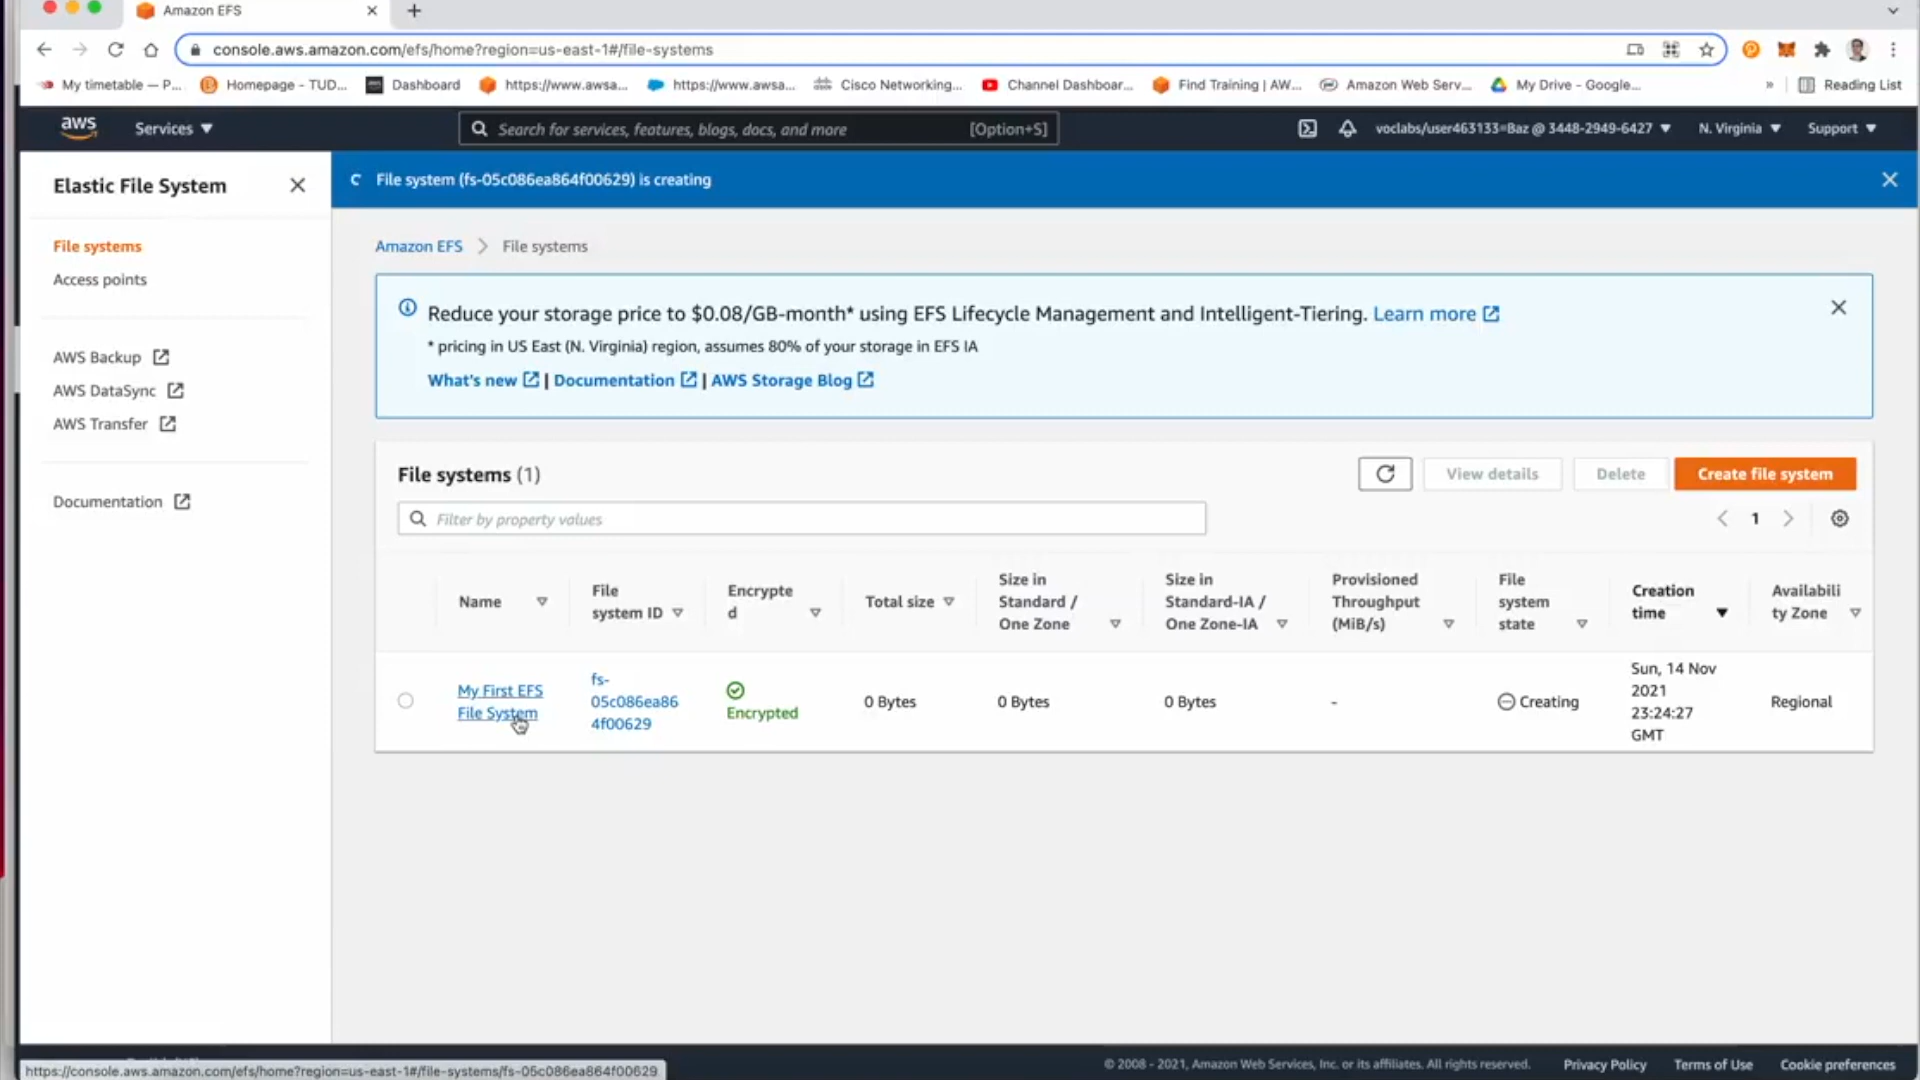 Amazon EFS
console.aws.amazon.com/efs/home?region=us-east-1#/file-systems
My timetable — P... Homepage - TUD... Dashboard https://www.awsa... https://www.awsa... Cisco Networking... Channel Dashboar... Find Training | AW... Amazon Web Serv... My Drive - Google... » Reading List
aws Services Search for services, features, blogs, docs, and more [Option+S] voclabs/user463133=Baz @ 3448-2949-6427 N. Virginia Support
Elastic File System
File systems
Access points
AWS Backup
AWS DataSync
AWS Transfer
Documentation
File system (fs-05c086ea864f00629) is creating
Amazon EFS > File systems
Reduce your storage price to $0.08/GB-month* using EFS Lifecycle Management and Intelligent-Tiering. Learn more
* pricing in US East (N. Virginia) region, assumes 80% of your storage in EFS IA
What's new | Documentation | AWS Storage Blog
File systems (1)
View details Delete Create file system
Filter by property values
1
Name
File
system ID
Encrypte
d
Total size
Size in
Standard /
One Zone
Size in
Standard-IA /
One Zone-IA
Provisioned
Throughput
(MiB/s)
File
system
state
Creation
time
Availabili
ty Zone
My First EFS
File System
fs-
05c086ea86
4f00629
Encrypted
0 Bytes
0 Bytes
0 Bytes
-
Creating
Sun, 14 Nov
2021
23:24:27
GMT
Regional
https://console.aws.amazon.com/efs/home?region=us-east-1#/file-systems/fs-05c086ea864f00629
© 2008 - 2021, Amazon Web Services, Inc. or its affiliates. All rights reserved. Privacy Policy Terms of Use Cookie preferences